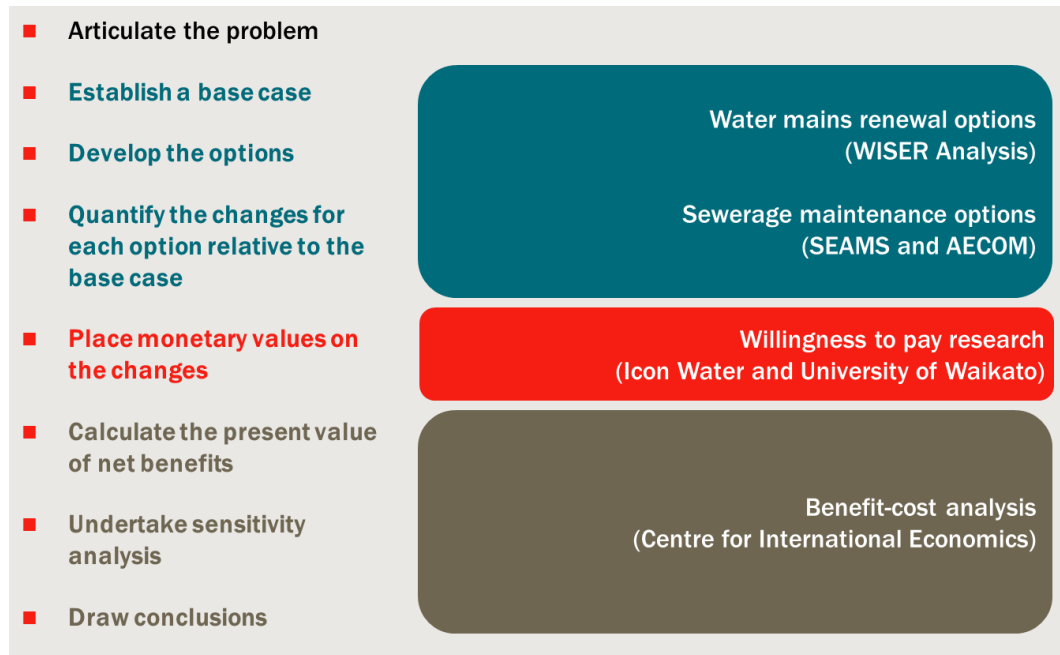 Articulate the problem
Establish a base case
Develop the options
Quantify the changes for
each option relative to the
base case
Place monetary values on
the changes
Calculate the present value
of net benefits
Undertake sensitivity
analysis
Draw conclusions
Water mains renewal options
(WISER Analysis)
Sewerage maintenance options
(SEAMS and AECOM)
Willingness to pay research
(Icon Water and University of Waikato)
Benefit-cost analysis
(Centre for International Economics)